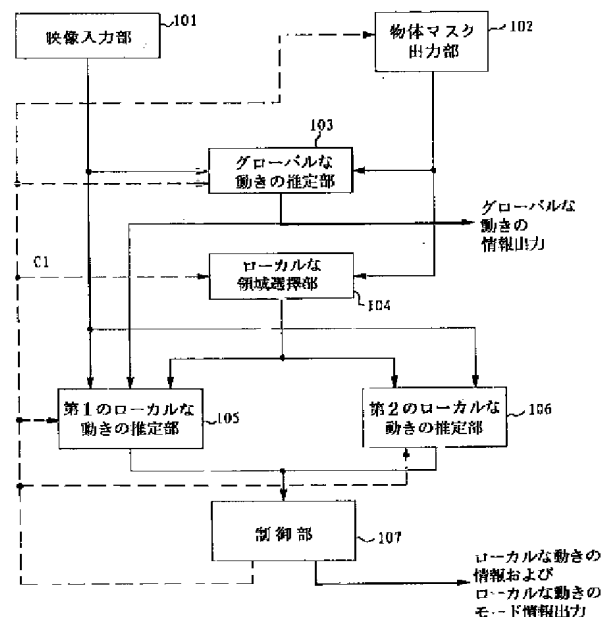 101
映像入力部
物体マスク
出力部
102
103
グローバルな
動きの推定部
グローバルな
動きの
情報出力
C1
ローカルな
領域選擇部
104
第1のローカルな
動きの推定部
105
第2のローカルな
動きの推定部
106
制御部
107
ローカルな動きの
情報および
ローカルな動きの
モード情報出力